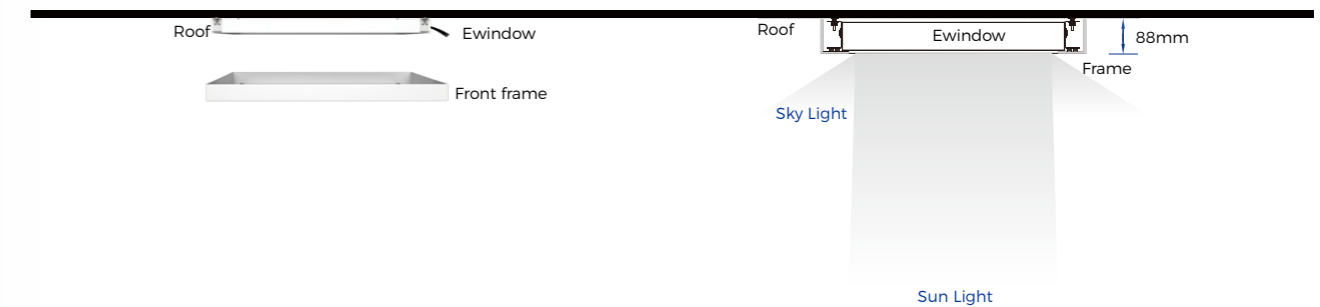 Roof
Ewindow
Front frame
Roof
Ewindow
88mm
Frame
Sky Light
Sun Light